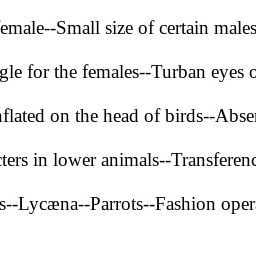 female--Small size of certain males
gle for the females--Turban eyes o
nflated on the head of birds--Abse
cters in lower animals--Transferenc
s--Lycæna--Parrots--Fashion oper